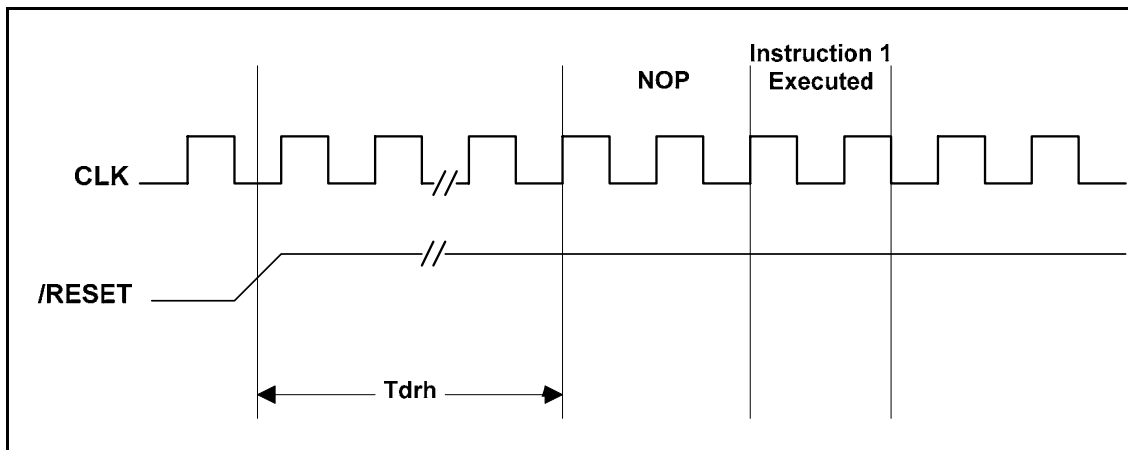 Instruction 1
Executed
NOP
CLK
/RESET
Tdrh